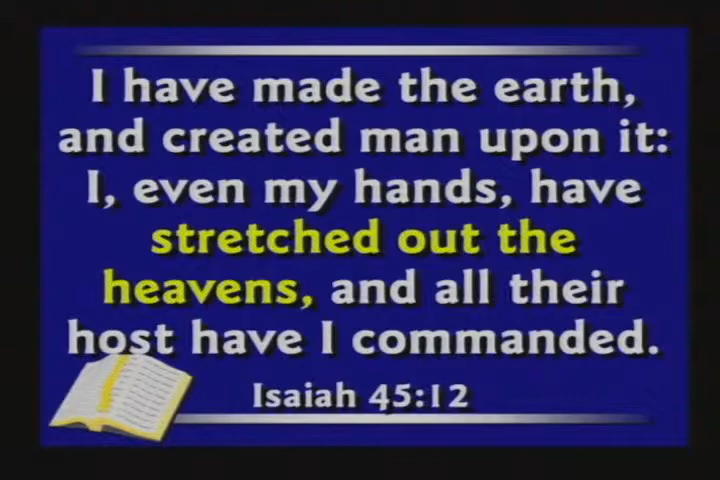 I have made the earth,
and created man upon it:
I, even my hands, have
stretched out the
heavens, and all their
host have I commanded.
Isaiah 45:12